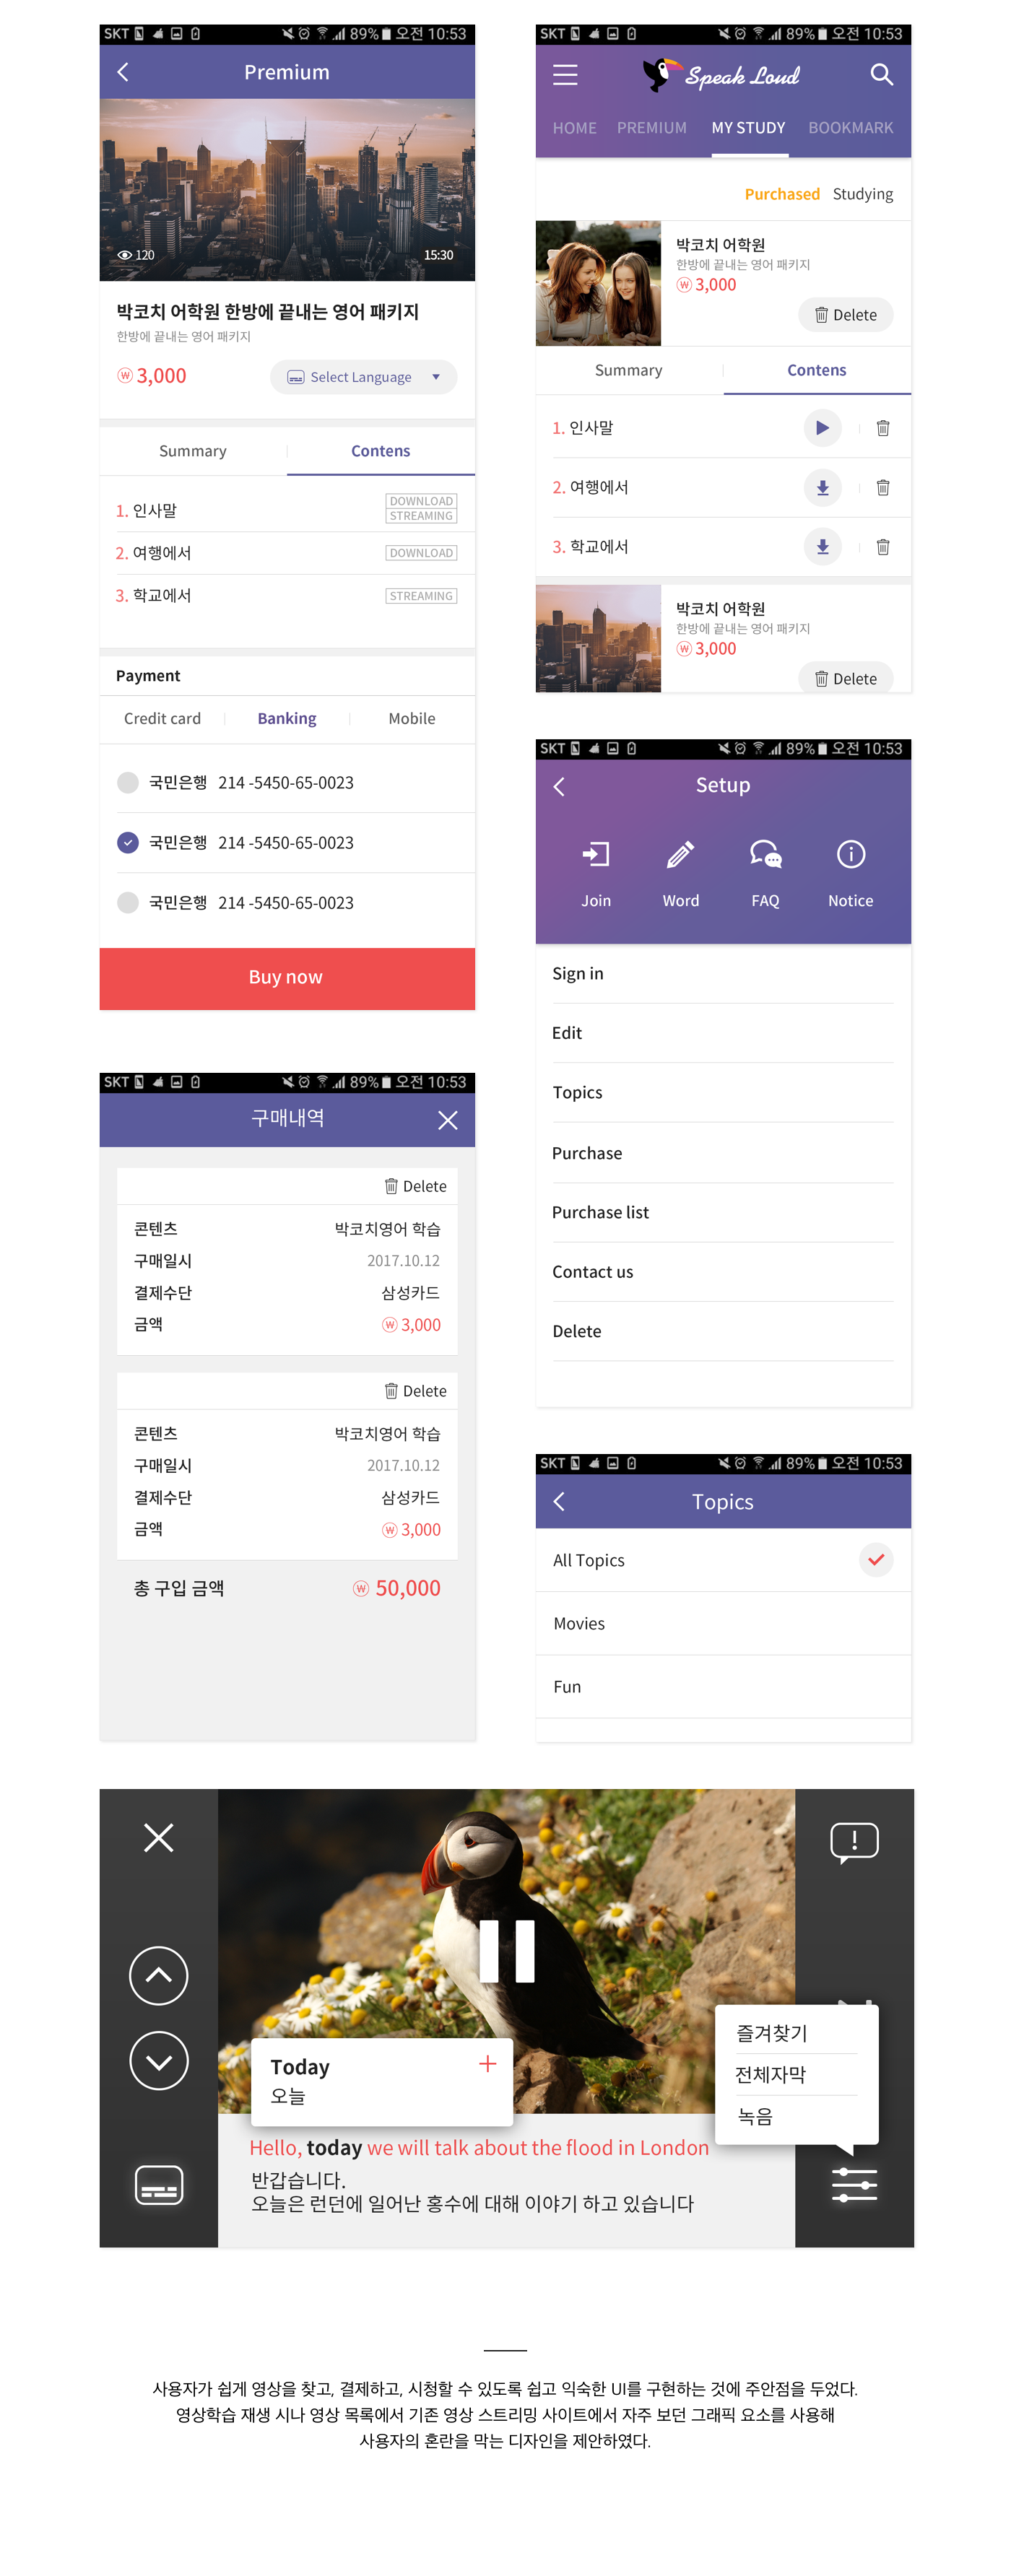 SKT 89% 오전 10:53
Premium
120 15:30
박코치 어학원 한방에 끝내는 영어 패키지
한방에 끝내는 영어 패키지
₩ 3,000 Select Language
Summary Contens
1. 인사말 DOWNLOAD
STREAMING
2. 여행에서 DOWNLOAD
3. 학교에서 STREAMING
Payment
Credit card Banking Mobile
국민은행 214 -5450-65-0023
국민은행 214 -5450-65-0023
국민은행 214 -5450-65-0023
Buy now
SKT 89% 오전 10:53
Speak Loud
HOME PREMIUM MY STUDY BOOKMARK
Purchased Studying
박코치 어학원
한방에 끝내는 영어 패키지
₩ 3,000
Delete
Summary Contens
1. 인사말
2. 여행에서
3. 학교에서
박코치 어학원
한방에 끝내는 영어 패키지
₩ 3,000
Delete
SKT 89% 오전 10:53
Setup
Join Word FAQ Notice
Sign in
Edit
Topics
Purchase
Purchase list
Contact us
Delete
SKT 89% 오전 10:53
구매내역
Delete
콘텐츠 박코치영어 학습
구매일시 2017.10.12
결제수단 삼성카드
금액 ₩ 3,000
Delete
콘텐츠 박코치영어 학습
구매일시 2017.10.12
결제수단 삼성카드
금액 ₩ 3,000
총 구입 금액 ₩ 50,000
SKT 89% 오전 10:53
Topics
All Topics
Movies
Fun
즐겨찾기
전체자막
녹음
Today
오늘
Hello, today we will talk about the flood in London
반갑습니다.
오늘은 런던에 일어난 홍수에 대해 이야기 하고 있습니다
사용자가 쉽게 영상을 찾고, 결제하고, 시청할 수 있도록 쉽고 익숙한 UI를 구현하는 것에 주안점을 두었다.
영상학습 재생 시나 영상 목록에서 기존 영상 스트리밍 사이트에서 자주 보던 그래픽 요소를 사용해
사용자의 혼란을 막는 디자인을 제안하였다.